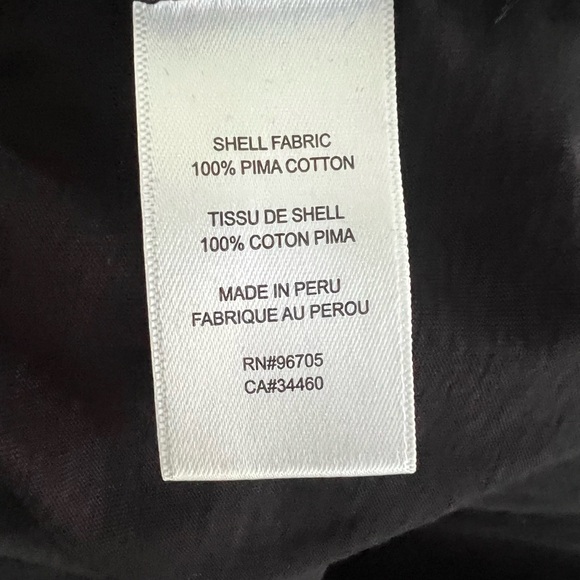 SHELL FABRIC
100% PIMA COTTON
TISSU DE SHELL
100% COTON PIMA
MADE IN PERU
FABRIQUE AU PEROU
RN#96705
CA#34460